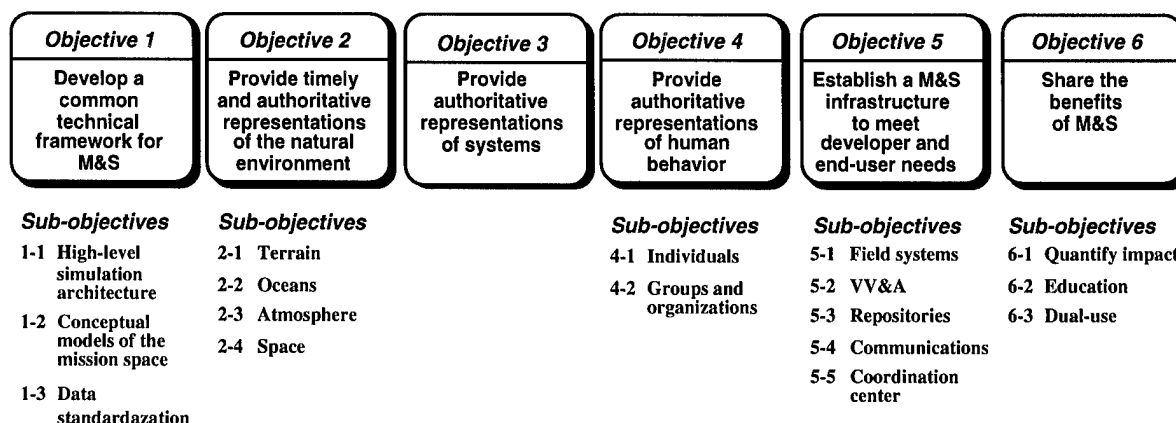 Objective 1
Develop a
common
technical
framework for
M&S
Sub-objectives
1-1 High-level
simulation
architecture
1-2 Conceptual
models of the
mission space
1-3 Data
standardazation
Objective 2
Provide timely
and authoritative
representations
of the natural
environment
Sub-objectives
2-1 Terrain
2-2 Oceans
2-3 Atmosphere
2-4 Space
Objective 3
Provide
authoritative
representations
of systems
Objective 4
Provide
authoritative
representations
of human
behavior
Sub-objectives
4-1 Individuals
4-2 Groups and
organizations
Objective 5
Establish a M&S
infrastructure
to meet
developer and
end-user needs
Sub-objectives
5-1 Field systems
5-2 VV&A
5-3 Repositories
5-4 Communications
5-5 Coordination
center
Objective 6
Share the
benefits
of M&S
Sub-objectives
6-1 Quantify impact
6-2 Education
6-3 Dual-use